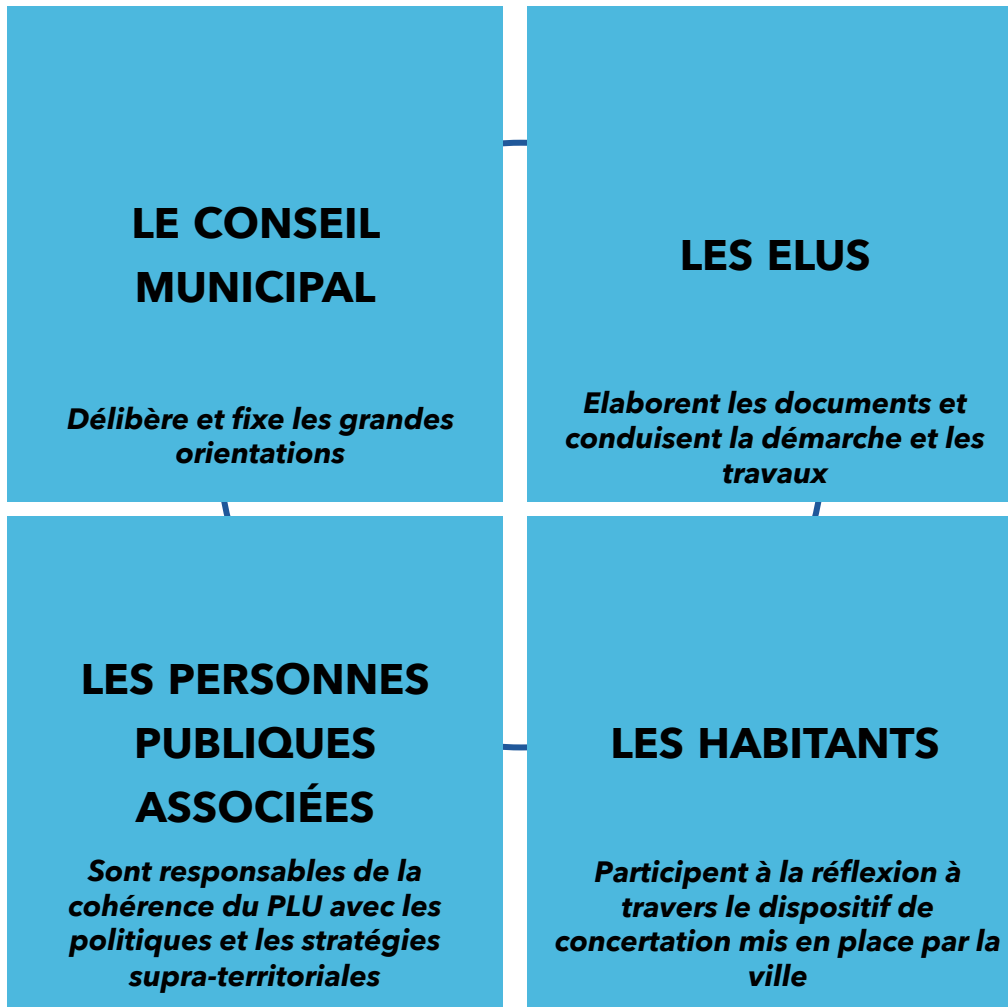 LE CONSEIL
MUNICIPAL
Délibère et fixe les grandes
orientations
LES ELUS
Elaborent les documents et
conduisent la démarche et les
travaux
LES PERSONNES
PUBLIQUES
ASSOCIÉES
Sont responsables de la
cohérence du PLU avec les
politiques et les stratégies
supra-territoriales
LES HABITANTS
Participent à la réflexion à
travers le dispositif de
concertation mis en place par la
ville